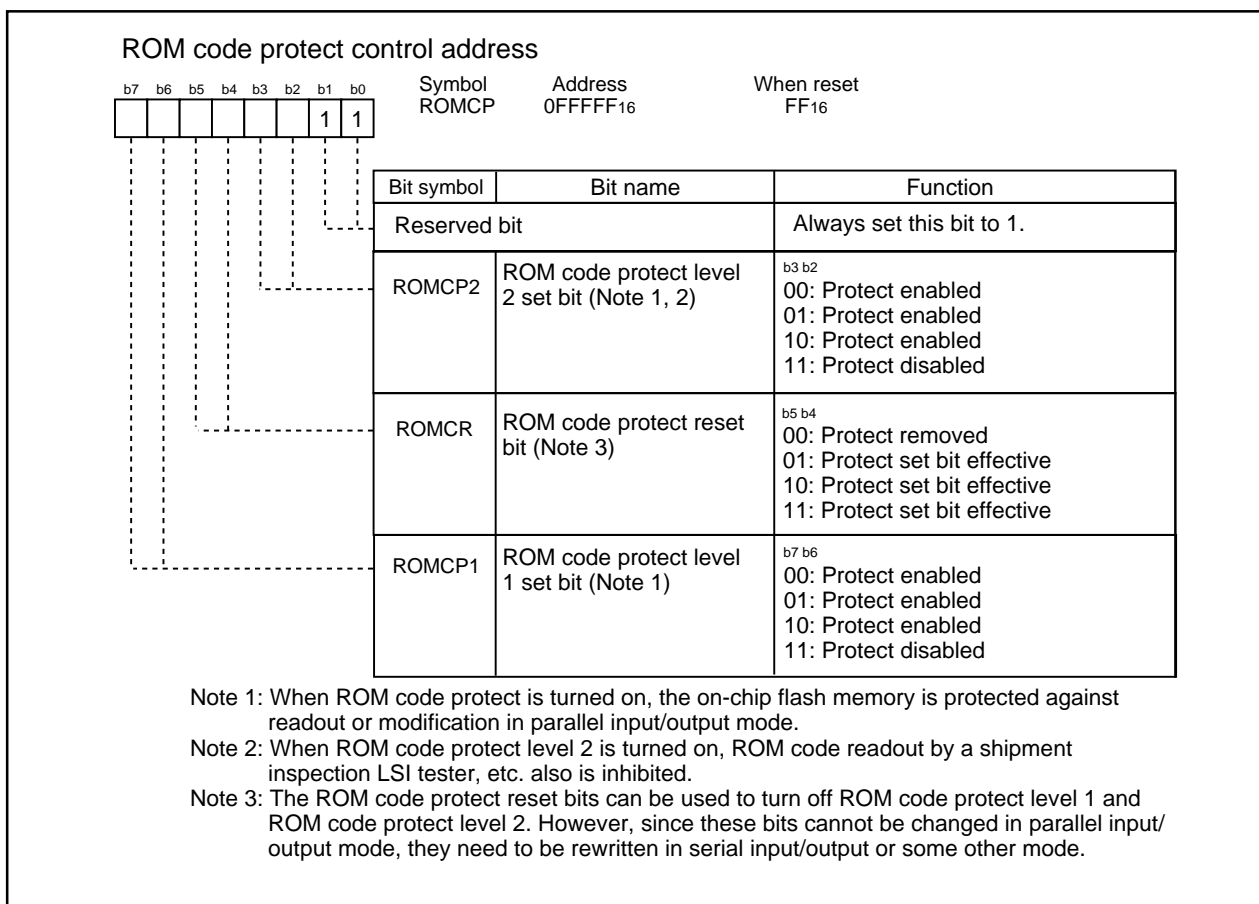 ROM code protect control address
b7 b6 b5 b4 b3 b2 b1 b0
1 1
Symbol Address When reset
ROMCP 0FFFFF16 FF16
Bit symbol Bit name Function
Reserved bit Always set this bit to 1.
ROMCP2
ROM code protect level
2 set bit (Note 1, 2)
b3 b2
00: Protect enabled
01: Protect enabled
10: Protect enabled
11: Protect disabled
ROMCR
ROM code protect reset
bit (Note 3)
b5 b4
00: Protect removed
01: Protect set bit effective
10: Protect set bit effective
11: Protect set bit effective
ROMCP1
ROM code protect level
1 set bit (Note 1)
b7 b6
00: Protect enabled
01: Protect enabled
10: Protect enabled
11: Protect disabled
Note 1: When ROM code protect is turned on, the on-chip flash memory is protected against
readout or modification in parallel input/output mode.
Note 2: When ROM code protect level 2 is turned on, ROM code readout by a shipment
inspection LSI tester, etc. also is inhibited.
Note 3: The ROM code protect reset bits can be used to turn off ROM code protect level 1 and
ROM code protect level 2. However, since these bits cannot be changed in parallel input/
output mode, they need to be rewritten in serial input/output or some other mode.